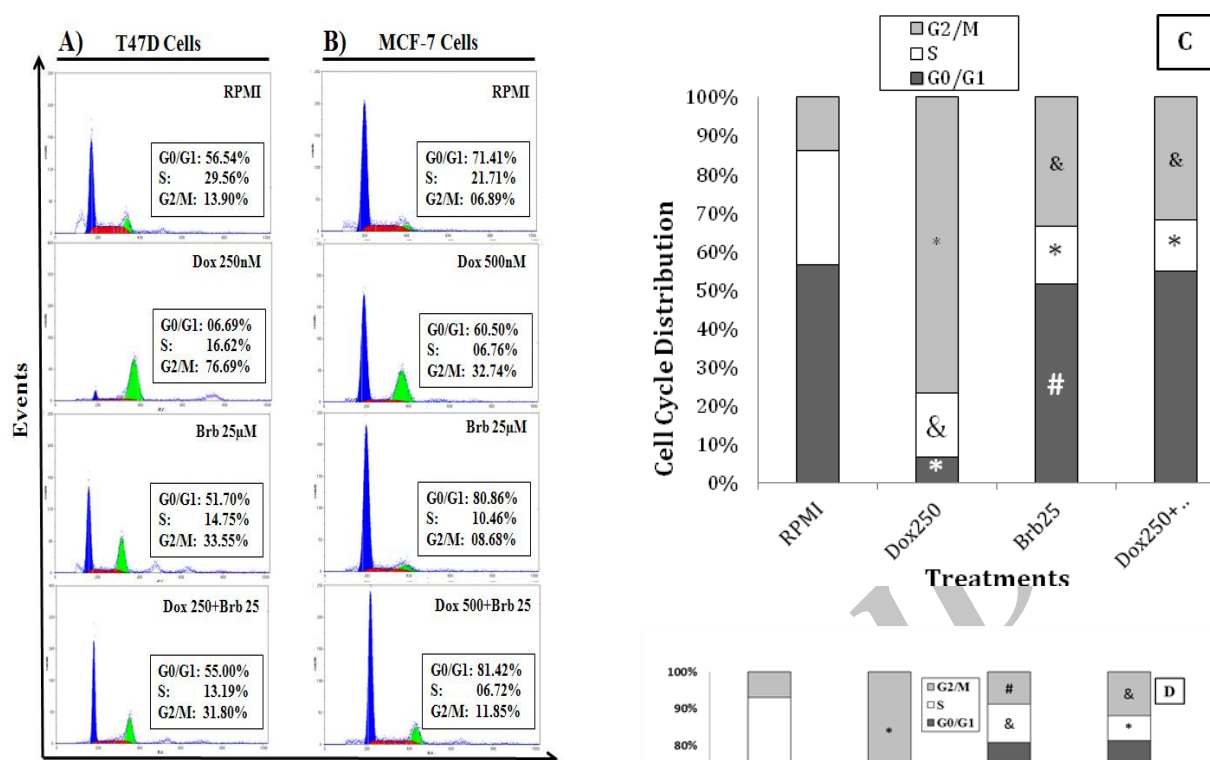 A) T47D Cells
B) MCF-7 Cells
Events
RPMI
G0/G1: 56.54%
S: 29.56%
G2/M: 13.90%
Dox 250nM
G0/G1: 06.69%
S: 16.62%
G2/M: 76.69%
Brb 25µM
G0/G1: 51.70%
S: 14.75%
G2/M: 33.55%
Dox 250+Brb 25
G0/G1: 55.00%
S: 13.19%
G2/M: 31.80%
RPMI
G0/G1: 71.41%
S: 21.71%
G2/M: 06.89%
Dox 500nM
G0/G1: 60.50%
S: 06.76%
G2/M: 32.74%
Brb 25µM
G0/G1: 80.86%
S: 10.46%
G2/M: 08.68%
Dox 500+Brb 25
G0/G1: 81.42%
S: 06.72%
G2/M: 11.85%
G2/M
S
G0/G1
C
Cell Cycle Distribution
100%
90%
80%
70%
60%
50%
40%
30%
20%
10%
0%
*
&
*
&
*
#
&
*
RPMI
Dox250
Brb25
Dox250+..
Treatments
100%
90%
80%
G2/M
S
G0/G1
D
*
#
&
&
*